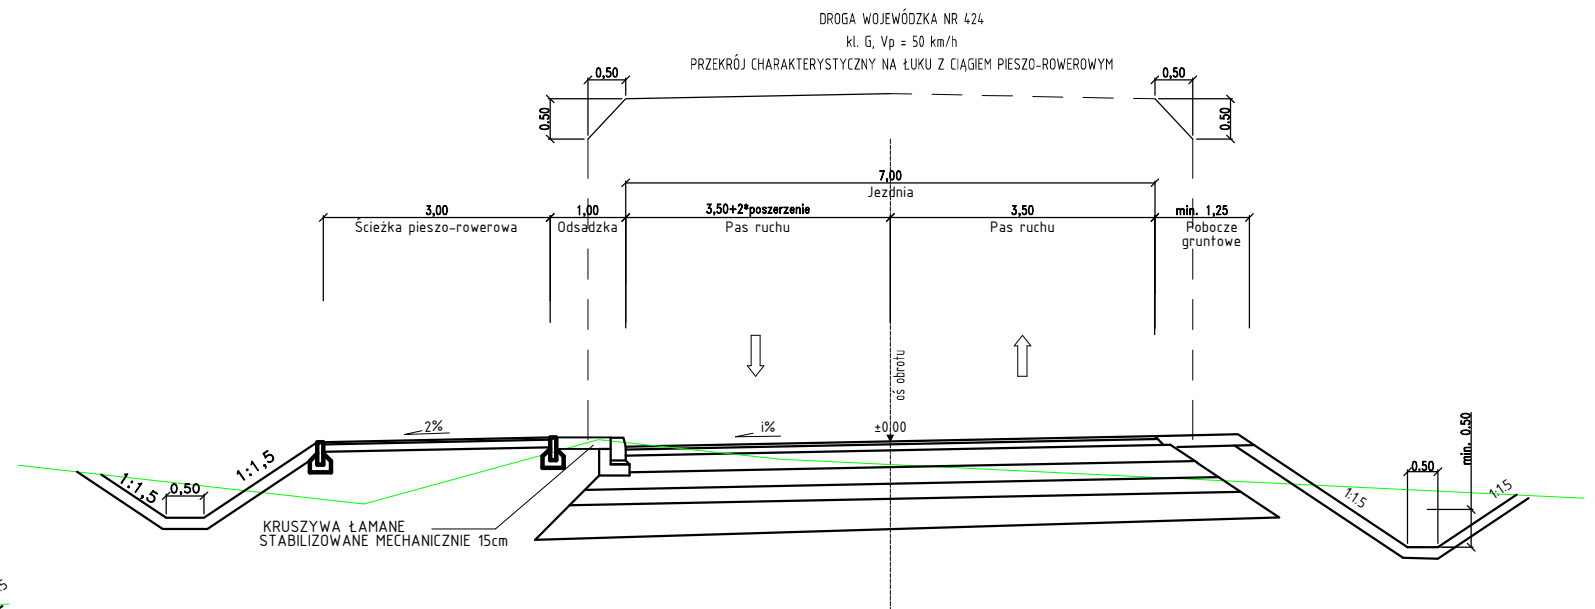 DROGA WOJEWÓDZKA NR 424
kl. G, Vp = 50 km/h
PRZEKRÓJ CHARAKTERYSTYCZNY NA ŁUKU Z CIĄGIEM PIESZO-ROWEROWYM
0,50
0,50
0.50
0.50
7,00
Jezdnia
3,00
1,00
3,50+2*poszerzenie
3,50
min. 1,25
Ścieżka pieszo-rowerowa
Odsadzka
Pas ruchu
Pas ruchu
Pobocze
gruntowe
oś obrotu
2%
i%
±0.00
min. 0.50
1:1,5
0,50
1:1,5
0.50
1:1.5
1:1.5
KRUSZYWA ŁAMANE
STABILIZOWANE MECHANICZNIE 15cm